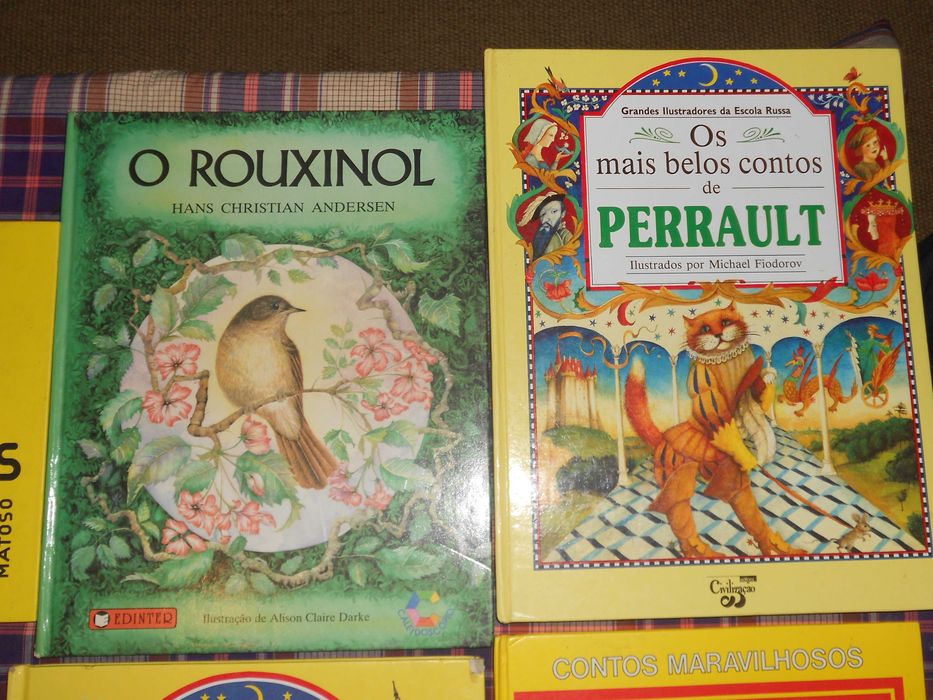 O ROUXINOL
HANS CHRISTIAN ANDERSEN
EDINTER
Ilustração de Alison Claire Darke
Grandes Ilustradores da Escola Russa
Os
mais belos contos
de
PERRAULT
Ilustrados por Michael Fiodorov
Civilização
S
MATOSO
CONTOS MARAVILHOSOS